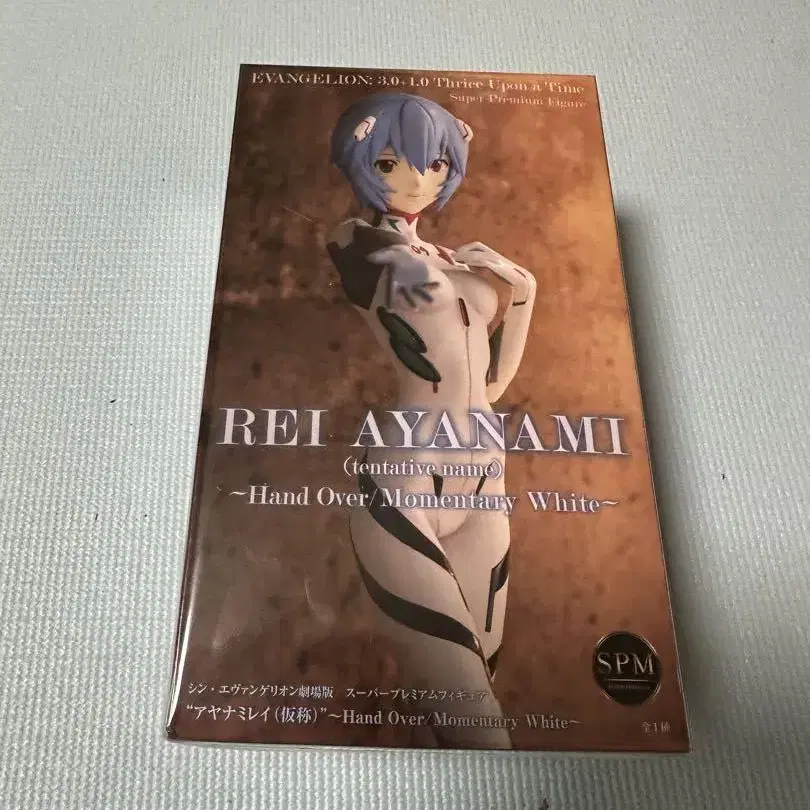 EVANGELION: 3.0+1.0 Thrice Upon a Time
Super Premium Figure
09
REI AYANAMI
(tentative name)
~Hand Over/Momentary White~
SPM
シン・エヴァンゲリオン劇場版 スーパープレミアムフィギュア
“アヤナミレイ(仮称)”~Hand Over/Momentary White~
全1種